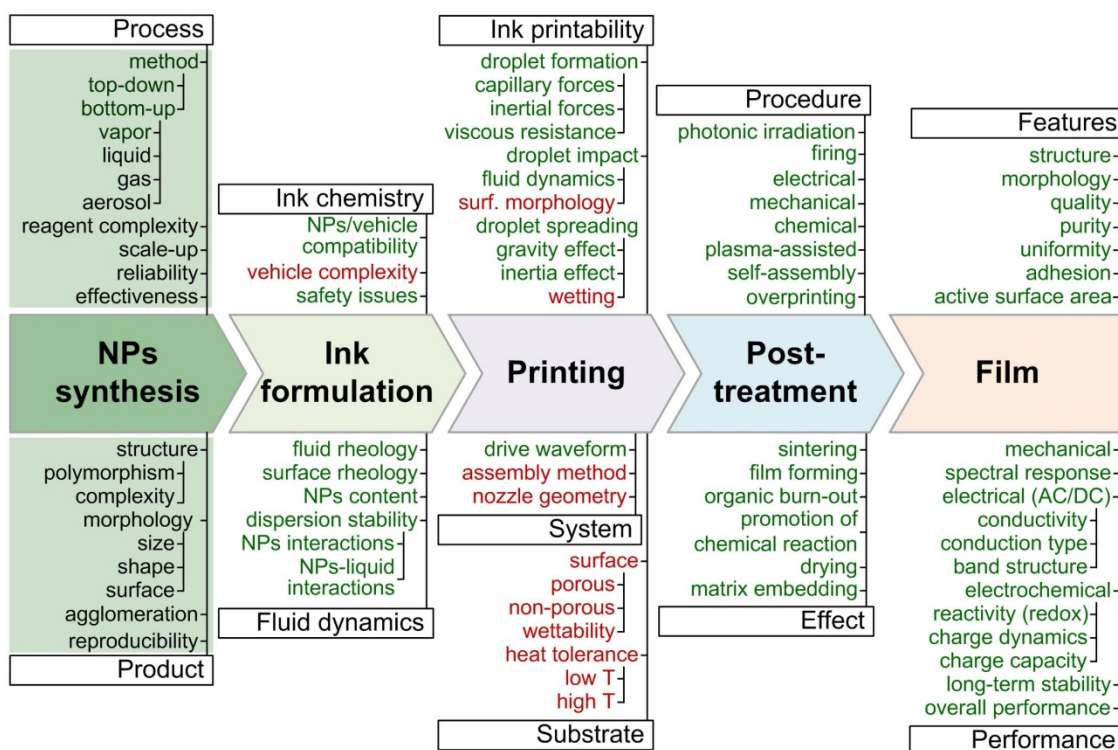 Process
method
top-down
bottom-up
vapor
liquid
gas
aerosol
reagent complexity
scale-up
reliability
effectiveness
NPs
synthesis
structure
polymorphism
complexity
morphology
size
shape
surface
agglomeration
reproducibility
Product
Ink chemistry
NPs/vehicle
compatibility
vehicle complexity
safety issues
Ink
formulation
fluid rheology
surface rheology
NPs content
dispersion stability
NPs interactions
NPs-liquid
interactions
Fluid dynamics
Ink printability
droplet formation
capillary forces
inertial forces
viscous resistance
droplet impact
fluid dynamics
surf. morphology
droplet spreading
gravity effect
inertia effect
wetting
Printing
drive waveform
assembly method
nozzle geometry
System
surface
porous
non-porous
wettability
heat tolerance
low T
high T
Substrate
Procedure
photonic irradiation
firing
electrical
mechanical
chemical
plasma-assisted
self-assembly
overprinting
Post-
treatment
sintering
film forming
organic burn-out
promotion of
chemical reaction
drying
matrix embedding
Effect
Features
structure
morphology
quality
purity
uniformity
adhesion
active surface area
Film
mechanical
spectral response
electrical (AC/DC)
conductivity
conduction type
band structure
electrochemical
reactivity (redox)
charge dynamics
charge capacity
long-term stability
overall performance
Performance